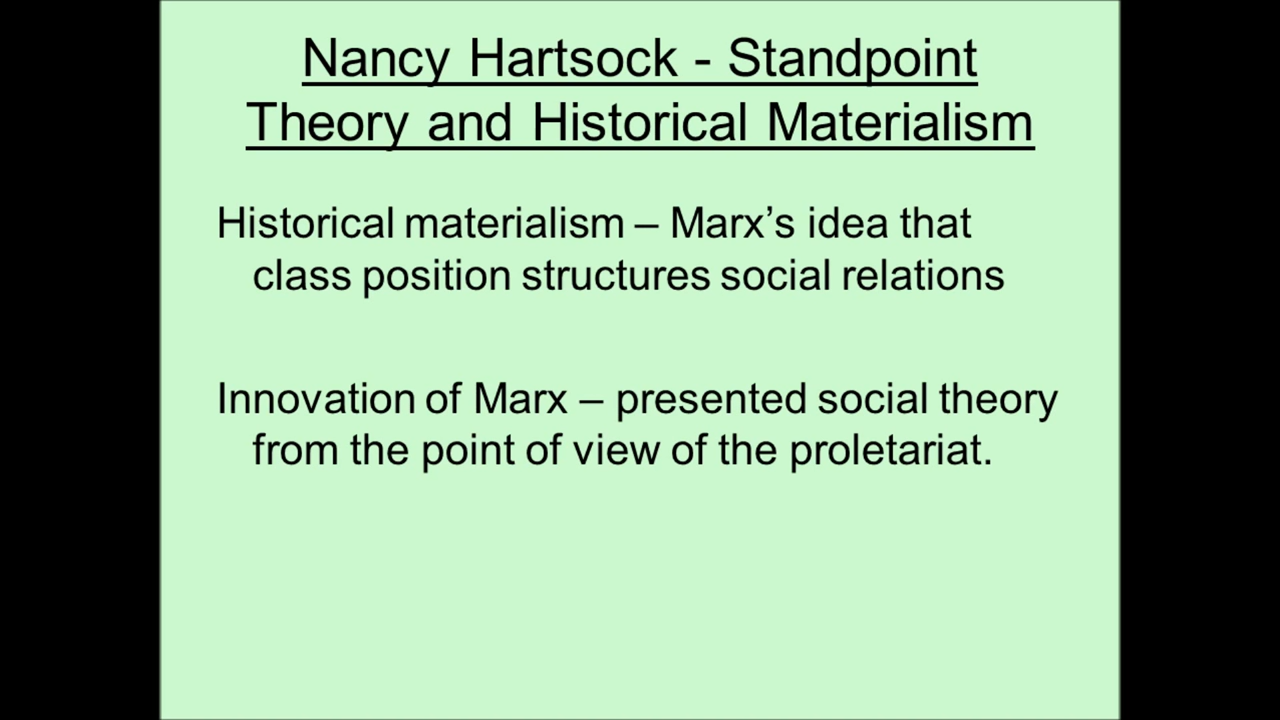 Nancy Hartsock - Standpoint
Theory and Historical Materialism
Historical materialism – Marx’s idea that
class position structures social relations
Innovation of Marx – presented social theory
from the point of view of the proletariat.